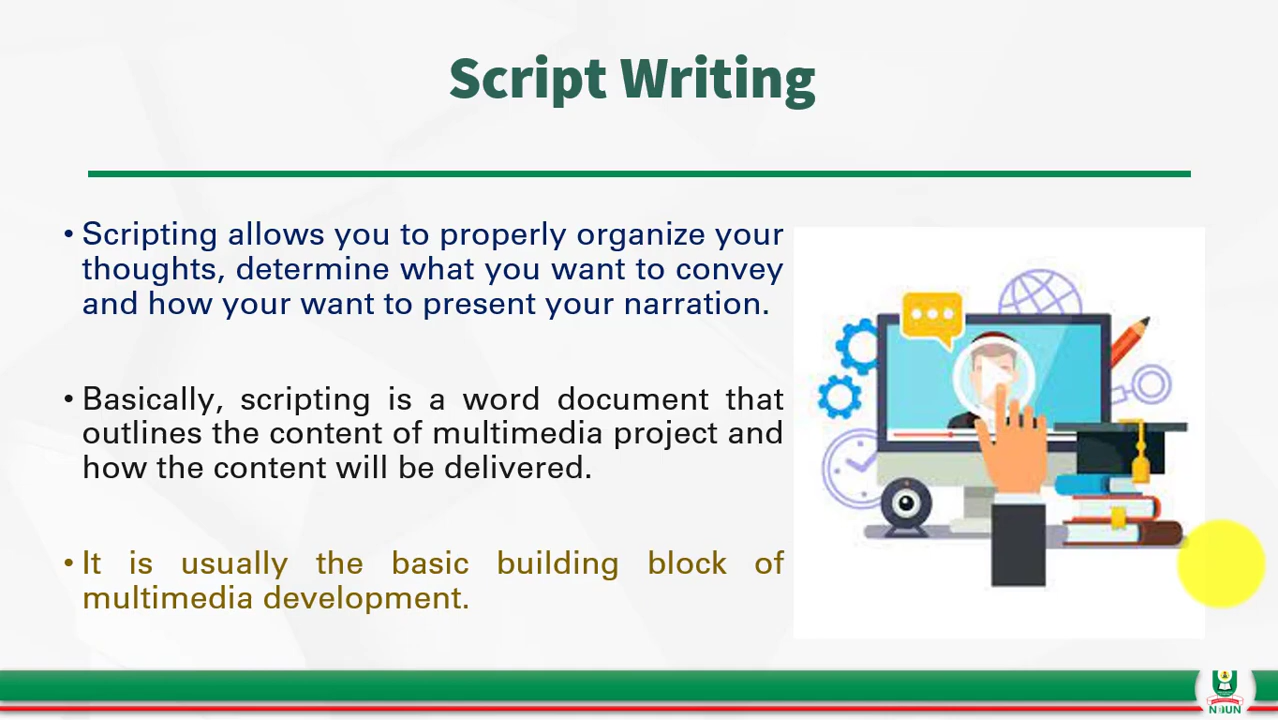 Script Writing
• Scripting allows you to properly organize your
thoughts, determine what you want to convey
and how your want to present your narration.
• Basically, scripting is a word document that
outlines the content of multimedia project and
how the content will be delivered.
• It is usually the basic building block of
multimedia development.
NOUN